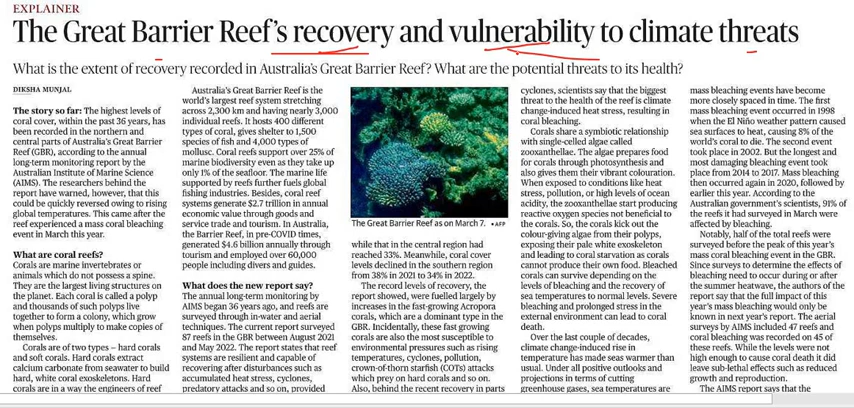 EXPLAINER
The Great Barrier Reef's recovery and vulnerability to climate threats
What is the extent of recovery recorded in Australia's Great Barrier Reef? What are the potential threats to its health?
DIKSHA MUNJAL
The story so far: The highest levels of
coral cover, within the past 36 years, has
been recorded in the northern and
central parts of Australia's Great Barrier
Reef (GBR), according to the annual
long-term monitoring report by the
Australian Institute of Marine Science
(AIMS). The researchers behind the
report have warned, however, that this
could be quickly reversed owing to rising
global temperatures. This came after the
reef experienced a mass coral bleaching
event in March this year.
What are coral reefs?
Corals are marine invertebrates or
animals which do not possess a spine.
They are the largest living structures on
the planet. Each coral is called a polyp
and thousands of such polyps live
together to form a colony, which grow
when polyps multiply to make copies of
themselves.
Corals are of two types – hard corals
and soft corals. Hard corals extract
calcium carbonate from seawater to build
hard, white coral exoskeletons. Hard
corals are in a way the engineers of reef
Australia's Great Barrier Reef is the
world's largest reef system stretching
across 2,300 km and having nearly 3,000
individual reefs. It hosts 400 different
types of coral, gives shelter to 1,500
species of fish and 4,000 types of
mollusc. Coral reefs support over 25% of
marine biodiversity even as they take up
only 1% of the seafloor. The marine life
supported by reefs further fuels global
fishing industries. Besides, coral reef
systems generate $2.7 trillion in annual
economic value through goods and
service trade and tourism. In Australia,
the Barrier Reef, in pre-COVID times,
generated $4.6 billion annually through
tourism and employed over 60,000
people including divers and guides.
What does the new report say?
The annual long-term monitoring by
AIMS began 36 years ago, and reefs are
surveyed through in-water and aerial
techniques. The current report surveyed
87 reefs in the GBR between August 2021
and May 2022. The report states that reef
systems are resilient and capable of
recovering after disturbances such as
accumulated heat stress, cyclones,
predatory attacks and so on, provided
The Great Barrier Reef as on March 7. • AFP
while that in the central region had
reached 33%. Meanwhile, coral cover
levels declined in the southern region
from 38% in 2021 to 34% in 2022.
The record levels of recovery, the
report showed, were fuelled largely by
increases in the fast-growing Acropora
corals, which are a dominant type in the
GBR. Incidentally, these fast growing
corals are also the most susceptible to
environmental pressures such as rising
temperatures, cyclones, pollution,
crown-of-thorn starfish (COTs) attacks
which prey on hard corals and so on.
Also, behind the recent recovery in parts
cyclones, scientists say that the biggest
threat to the health of the reef is climate
change-induced heat stress, resulting in
coral bleaching.
Corals share a symbiotic relationship
with single-celled algae called
zooxanthellae. The algae prepares food
for corals through photosynthesis and
also gives them their vibrant colouration.
When exposed to conditions like heat
stress, pollution, or high levels of ocean
acidity, the zooxanthellae start producing
reactive oxygen species not beneficial to
the corals. So, the corals kick out the
colour-giving algae from their polyps,
exposing their pale white exoskeleton
and leading to coral starvation as corals
cannot produce their own food. Bleached
corals can survive depending on the
levels of bleaching and the recovery of
sea temperatures to normal levels. Severe
bleaching and prolonged stress in the
external environment can lead to coral
death.
Over the last couple of decades,
climate change-induced rise in
temperature has made seas warmer than
usual. Under all positive outlooks and
projections in terms of cutting
greenhouse gases, sea temperatures are
mass bleaching events have become
more closely spaced in time. The first
mass bleaching event occurred in 1998
when the El Niño weather pattern caused
sea surfaces to heat, causing 8% of the
world's coral to die. The second event
took place in 2002. But the longest and
most damaging bleaching event took
place from 2014 to 2017. Mass bleaching
then occurred again in 2020, followed by
earlier this year. According to the
Australian government's scientists, 91% of
the reefs it had surveyed in March were
affected by bleaching.
Notably, half of the total reefs were
surveyed before the peak of this year's
mass coral bleaching event in the GBR.
Since surveys to determine the effects of
bleaching need to occur during or after
the summer heatwave, the authors of the
report say that the full impact of this
year's mass bleaching would only be
known in next year's report. The aerial
surveys by AIMS included 47 reefs and
coral bleaching was recorded on 45 of
these reefs. While the levels were not
high enough to cause coral death it did
leave sub-lethal effects such as reduced
growth and reproduction.
The AIMS report says that the